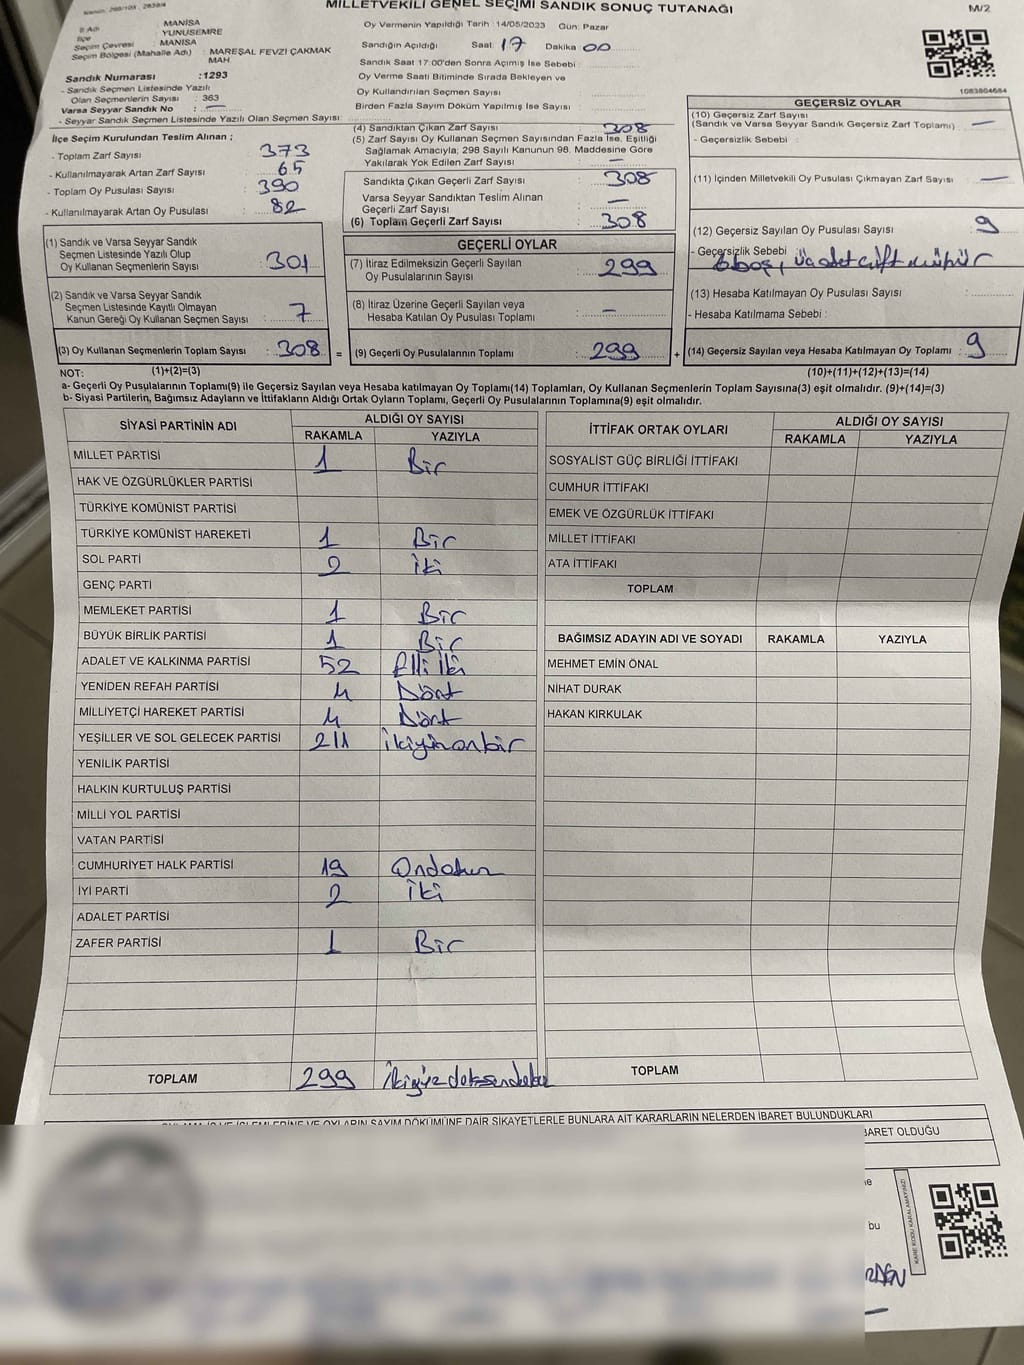 MİLLETVEKİLİ GENEL SEÇİMİ SANDIK SONUÇ TUTANAĞI
M/2
İl Adı : MANİSA
İlçe : YUNUSEMRE
Seçim Çevresi : MANİSA
Seçim Bölgesi (Mahalle Adı) : MAREŞAL FEVZİ ÇAKMAK MAH.
Sandık Numarası : 1293
- Sandık Seçmen Listesinde Yazılı
Olan Seçmenlerin Sayısı : 363
Varsa Seyyar Sandık No : —
- Seyyar Sandık Seçmen Listesinde Yazılı Olan Seçmen Sayısı:
Oy Vermenin Yapıldığı Tarih : 14/05/2023 Gün: Pazar
Sandığın Açıldığı Saat 17 Dakika 00
Sandık Saat 17:00'den Sonra Açımış İse Sebebi :
Oy Verme Saati Bitiminde Sırada Bekleyen ve
Oy Kullandırılan Seçmen Sayısı :
Birden Fazla Sayım Döküm Yapılmış İse Sayısı :
1083804684
İlçe Seçim Kurulundan Teslim Alınan ;
- Toplam Zarf Sayısı : 373
- Kullanılmayarak Artan Zarf Sayısı : 65
- Toplam Oy Pusulası Sayısı : 390
- Kullanılmayarak Artan Oy Pusulası : 82
(4) Sandıktan Çıkan Zarf Sayısı : 308
(5) Zarf Sayısı Oy Kullanan Seçmen Sayısından Fazla İse, Eşitliği
Sağlamak Amacıyla; 298 Sayılı Kanunun 98. Maddesine Göre
Yakılarak Yok Edilen Zarf Sayısı : —
Sandıkta Çıkan Geçerli Zarf Sayısı : 308
Varsa Seyyar Sandıktan Teslim Alınan
Geçerli Zarf Sayısı : —
(6) Toplam Geçerli Zarf Sayısı : 308
GEÇERSİZ OYLAR
(10) Geçersiz Zarf Sayısı
(Sandık ve Varsa Seyyar Sandık Geçersiz Zarf Toplamı) : —
- Geçersizlik Sebebi :
(11) İçinden Milletvekili Oy Pusulası Çıkmayan Zarf Sayısı : —
(12) Geçersiz Sayılan Oy Pusulası Sayısı : 9
- Geçersizlik Sebebi : 6 boş, üç adet çift mühür
(13) Hesaba Katılmayan Oy Pusulası Sayısı :
- Hesaba Katılmama Sebebi :
(14) Geçersiz Sayılan veya Hesaba Katılmayan Oy Toplamı : 9
(10)+(11)+(12)+(13)=(14)
(1) Sandık ve Varsa Seyyar Sandık
Seçmen Listesinde Yazılı Olup
Oy Kullanan Seçmenlerin Sayısı : 301
(2) Sandık ve Varsa Seyyar Sandık
Seçmen Listesinde Kayıtlı Olmayan
Kanun Gereği Oy Kullanan Seçmen Sayısı : 7
(3) Oy Kullanan Seçmenlerin Toplam Sayısı : 308 =
GEÇERLİ OYLAR
(7) İtiraz Edilmeksizin Geçerli Sayılan
Oy Pusulalarının Sayısı : 299
(8) İtiraz Üzerine Geçerli Sayılan veya
Hesaba Katılan Oy Pusulası Toplamı : —
(9) Geçerli Oy Pusulalarının Toplamı : 299 +
NOT: (1)+(2)=(3)
a- Geçerli Oy Pusulalarının Toplamı(9) ile Geçersiz Sayılan veya Hesaba katılmayan Oy Toplamı(14) Toplamları, Oy Kullanan Seçmenlerin Toplam Sayısına(3) eşit olmalıdır. (9)+(14)=(3)
b- Siyasi Partilerin, Bağımsız Adayların ve İttifakların Aldığı Ortak Oyların Toplamı, Geçerli Oy Pusulalarının Toplamına(9) eşit olmalıdır.
SİYASİ PARTİNİN ADI ALDIĞI OY SAYISI
RAKAMLA YAZIYLA
MİLLET PARTİSİ 1 Bir
HAK VE ÖZGÜRLÜKLER PARTİSİ
TÜRKİYE KOMÜNİST PARTİSİ
TÜRKİYE KOMÜNİST HAREKETİ 1 Bir
SOL PARTİ 2 İki
GENÇ PARTİ
MEMLEKET PARTİSİ 1 Bir
BÜYÜK BİRLİK PARTİSİ 1 Bir
ADALET VE KALKINMA PARTİSİ 52 Elli iki
YENİDEN REFAH PARTİSİ 4 Dört
MİLLİYETÇİ HAREKET PARTİSİ 4 Dört
YEŞİLLER VE SOL GELECEK PARTİSİ 211 ikiyüzonbir
YENİLİK PARTİSİ
HALKIN KURTULUŞ PARTİSİ
MİLLİ YOL PARTİSİ
VATAN PARTİSİ
CUMHURİYET HALK PARTİSİ 19 Ondokuz
İYİ PARTİ 2 İki
ADALET PARTİSİ
ZAFER PARTİSİ 1 Bir
TOPLAM 299
İTTİFAK ORTAK OYLARI ALDIĞI OY SAYISI
RAKAMLA YAZIYLA
SOSYALİST GÜÇ BİRLİĞİ İTTİFAKI
CUMHUR İTTİFAKI
EMEK VE ÖZGÜRLÜK İTTİFAKI
MİLLET İTTİFAKI
ATA İTTİFAKI
TOPLAM
BAĞIMSIZ ADAYIN ADI VE SOYADI RAKAMLA YAZIYLA
MEHMET EMİN ÖNAL
NİHAT DURAK
HAKAN KIRKULAK
TOPLAM
OYLARIN SAYIM DÖKÜMÜNE DAİR ŞİKAYETLERLE BUNLARA AİT KARARLARIN NELERDEN İBARET BULUNDUKLARI
İBARET OLDUĞU
bu
KARE KODU KARALAMAYINIZ!